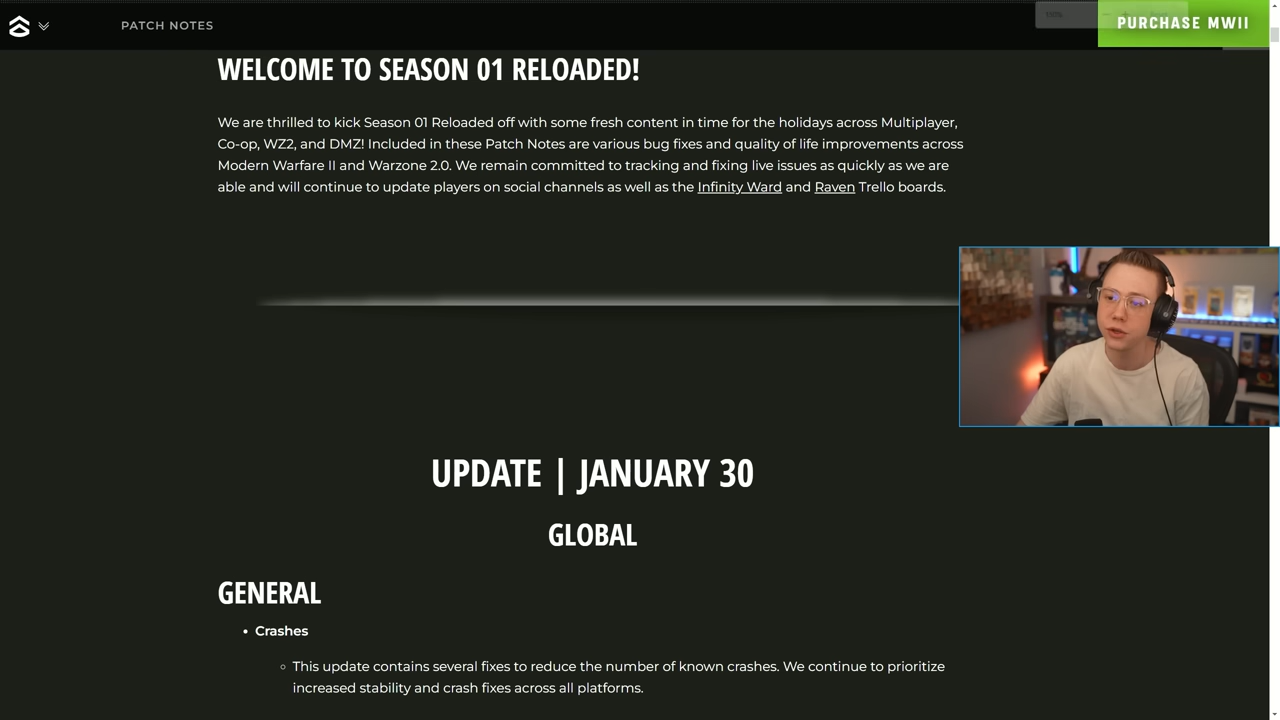 PATCH NOTES
PURCHASE MWII
WELCOME TO SEASON 01 RELOADED!
We are thrilled to kick Season 01 Reloaded off with some fresh content in time for the holidays across Multiplayer,
Co-op, WZ2, and DMZ! Included in these Patch Notes are various bug fixes and quality of life improvements across
Modern Warfare II and Warzone 2.0. We remain committed to tracking and fixing live issues as quickly as we are
able and will continue to update players on social channels as well as the Infinity Ward and Raven Trello boards.
UPDATE | JANUARY 30
GLOBAL
GENERAL
• Crashes
◦ This update contains several fixes to reduce the number of known crashes. We continue to prioritize
increased stability and crash fixes across all platforms.